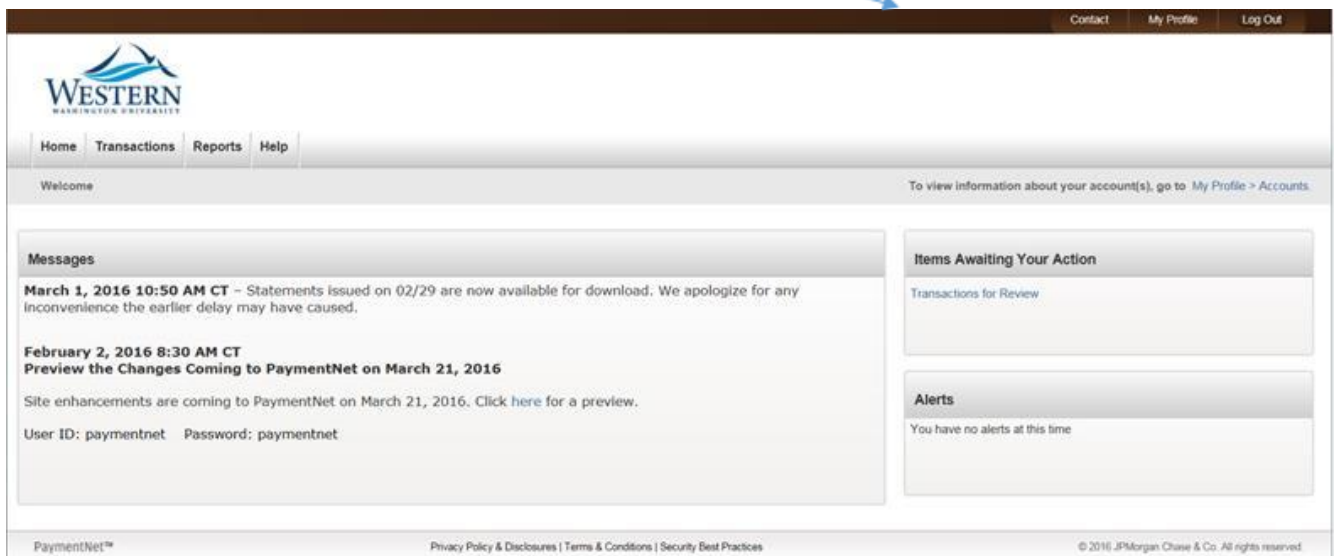 Contact My Profile Log Out
WESTERN
WASHINGTON UNIVERSITY
Home Transactions Reports Help
Welcome
To view information about your account(s), go to My Profile > Accounts.
Messages
March 1, 2016 10:50 AM CT – Statements issued on 02/29 are now available for download. We apologize for any
inconvenience the earlier delay may have caused.
February 2, 2016 8:30 AM CT
Preview the Changes Coming to PaymentNet on March 21, 2016
Site enhancements are coming to PaymentNet on March 21, 2016. Click here for a preview.
User ID: paymentnet Password: paymentnet
Items Awaiting Your Action
Transactions for Review
Alerts
You have no alerts at this time
PaymentNet™
Privacy Policy & Disclosures | Terms & Conditions | Security Best Practices
© 2016 JPMorgan Chase & Co. All rights reserved.